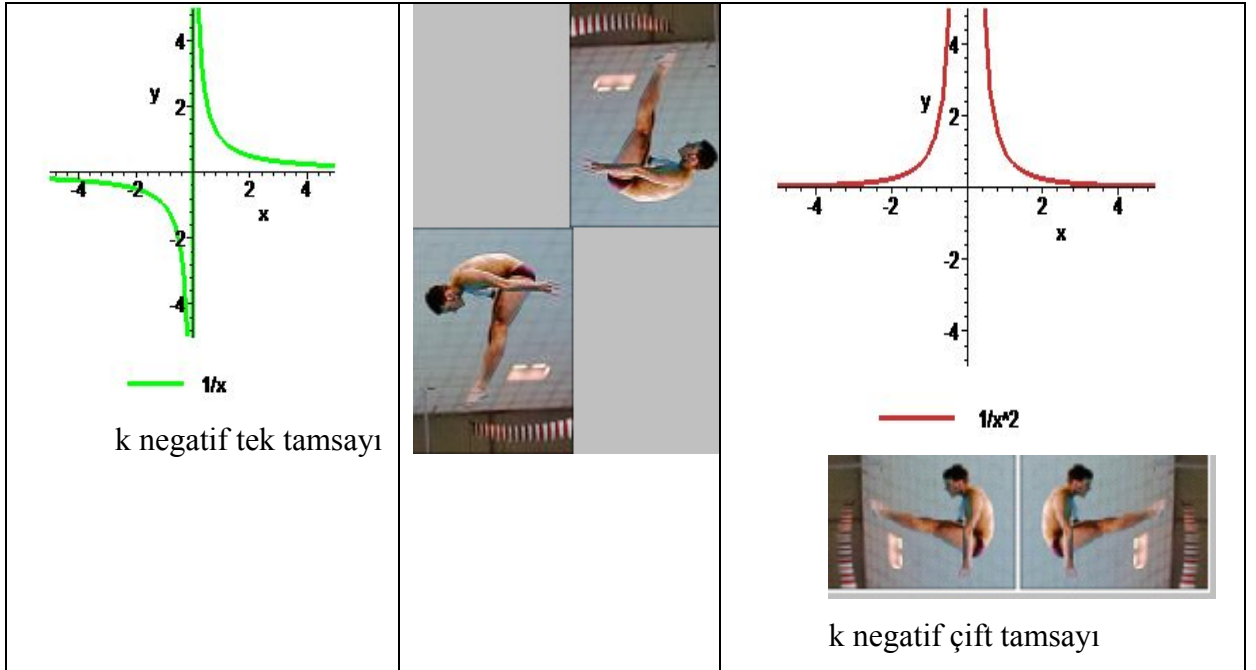 4
y
2
-4
-2
2
4
x
-2
-4
1/x
k negatif tek tamsayı
4
y
2
-4
-2
2
4
x
-2
-4
1/x^2
k negatif çift tamsayı